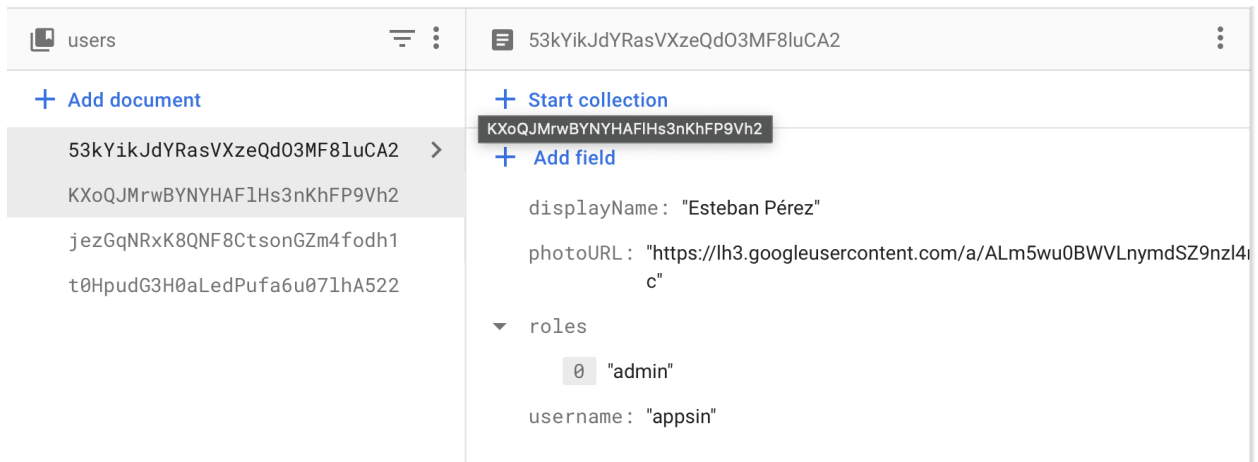 users
53kYikJdYRasVXzeQdO3MF8luCA2
Add document
Start collection
KXoQJMrwBYNYHAFlHs3nKhFP9Vh2
53kYikJdYRasVXzeQdO3MF8luCA2
Add field
KXoQJMrwBYNYHAFlHs3nKhFP9Vh2
displayName: "Esteban Pérez"
jezGqNRxK8QNF8CtsonGZm4fodh1
photoURL: "https://lh3.googleusercontent.com/a/ALm5wu0BWVLnymdSZ9nzl4
c"
t0HpudG3H0aLedPufa6u07lhA522
roles
0 "admin"
username: "appsin"